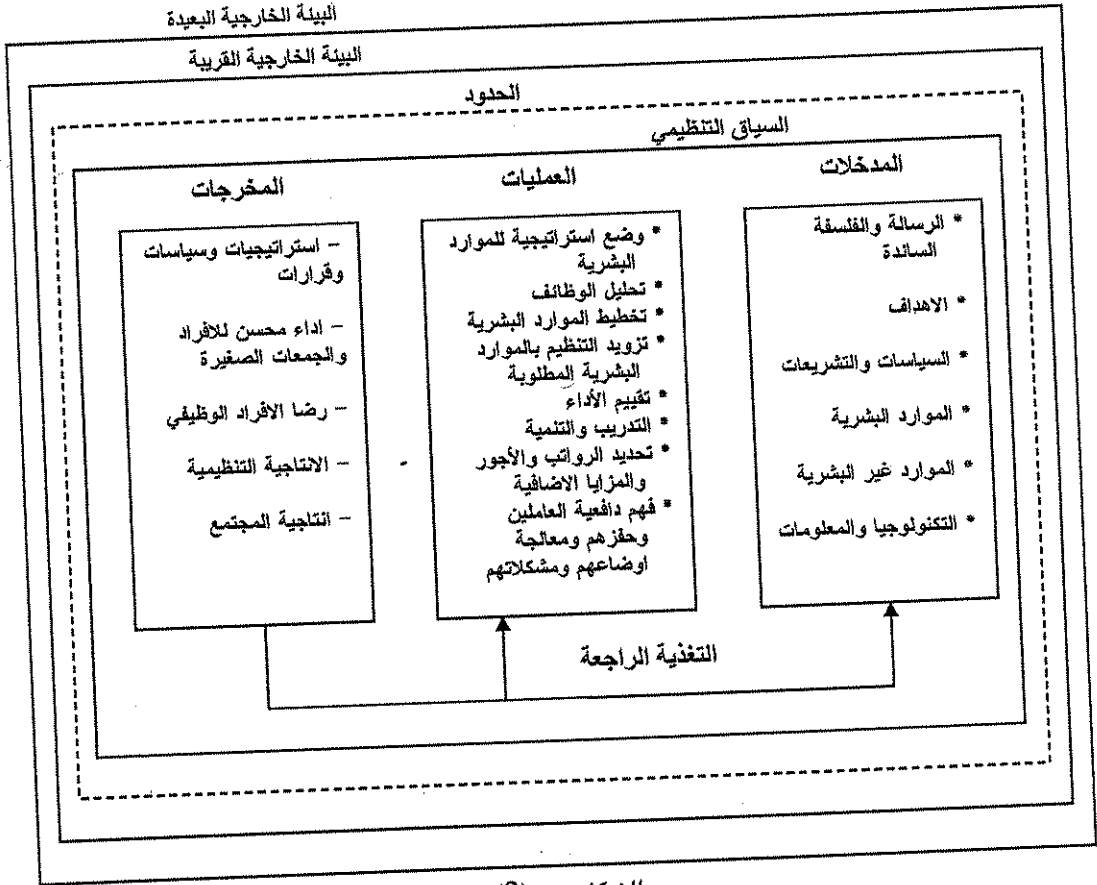 البيئة الخارجية البعيدة
البيئة الخارجية القريبة
الحدود
السياق التنظيمي
المدخلات
* الرسالة والفلسفة
السائدة
* الاهداف
* السياسات والتشريعات
* الموارد البشرية
* الموارد غير البشرية
* التكنولوجيا والمعلومات
العمليات
* وضع استراتيجية للموارد
البشرية
* تحليل الوظائف
* تخطيط الموارد البشرية
* تزويد التنظيم بالموارد
البشرية المطلوبة
* تقييم الأداء
* التدريب والتنمية
* تحديد الرواتب والأجور
والمزايا الاضافية
* فهم دافعية العاملين
وحفزهم ومعالجة
اوضاعهم ومشكلاتهم
المخرجات
– استراتيجيات وسياسات
وقرارات
– اداء محسن للافراد
والجمعات الصغيرة
– رضا الافراد الوظيفي
– الانتاجية التنظيمية
– انتاجية المجتمع
التغذية الراجعة